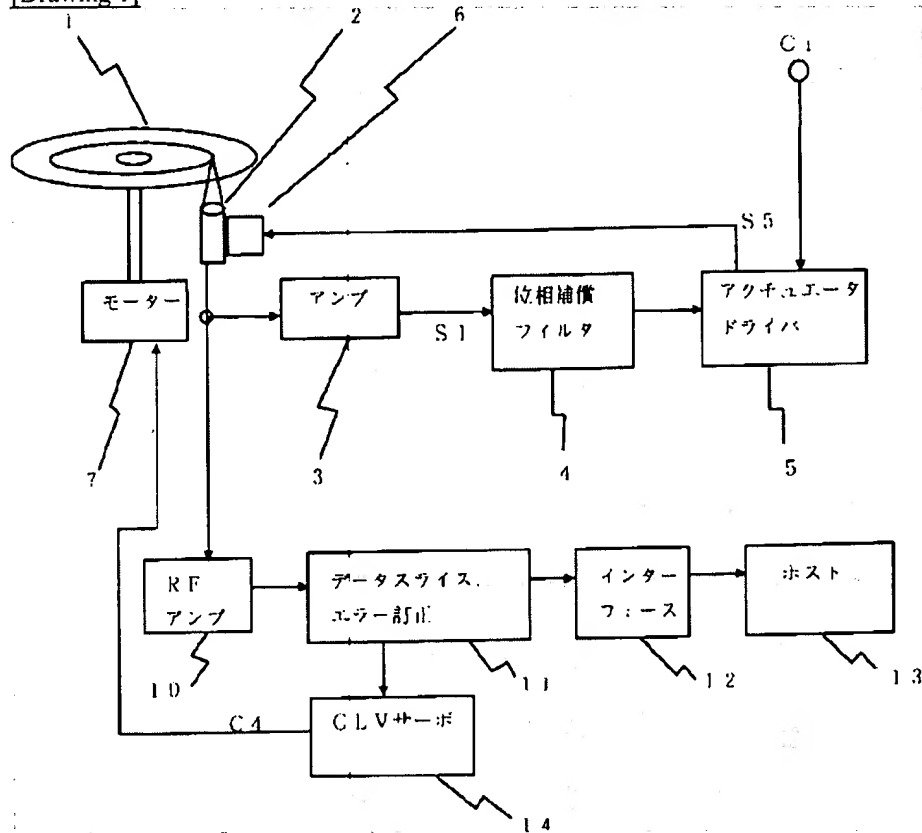 [Drawing
1
2
6
C1
S5
モーター
アンプ
S1
位相補償
フィルタ
アクチュエータ
ドライバ
7
3
4
5
RF
アンプ
データスライス、
エラー訂正
インター
フェース
ホスト
10
11
12
13
C4
CLVサーボ
14